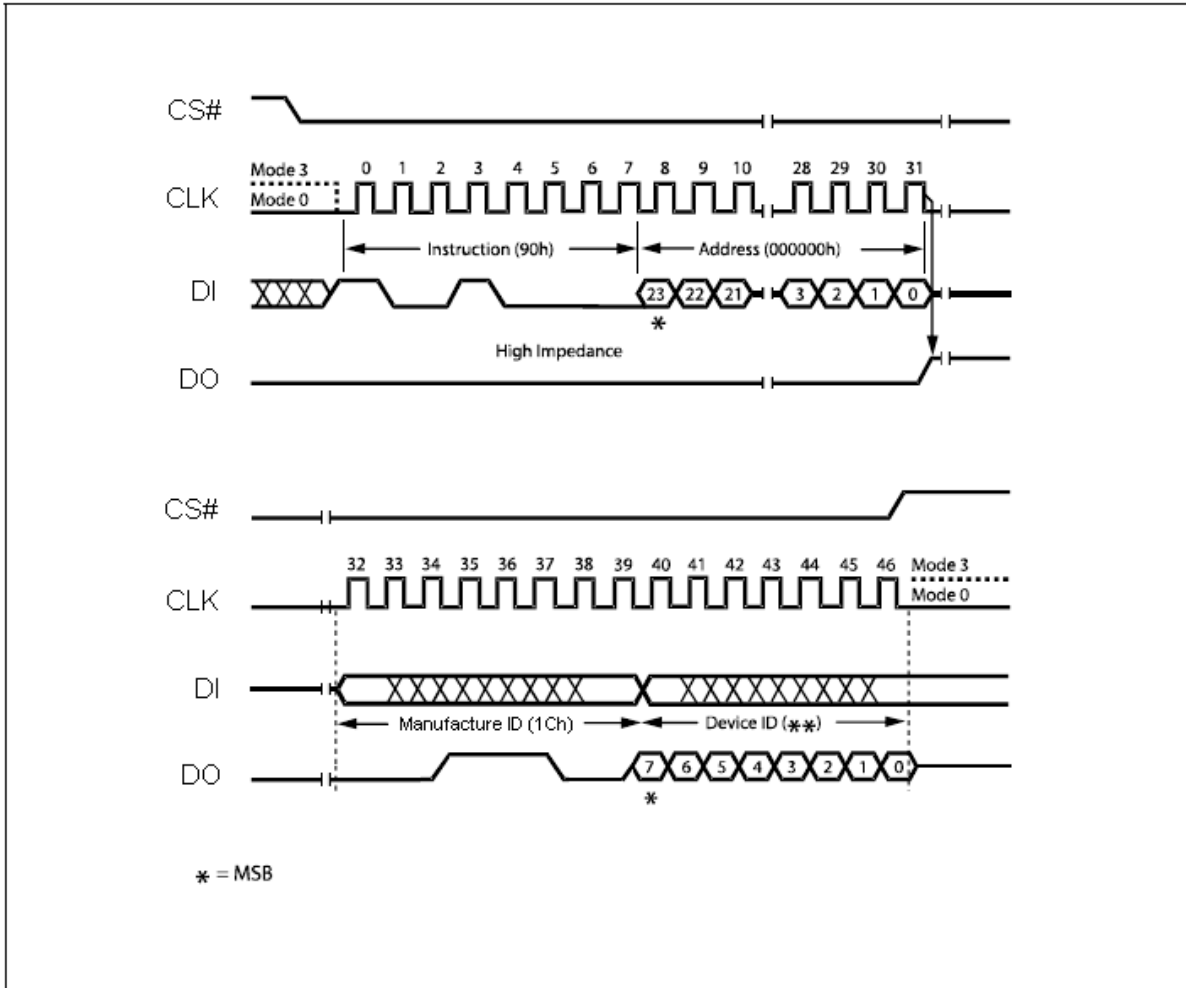 CS#
Mode 3
0 1 2 3 4 5 6 7 8 9 10 28 29 30 31
CLK
Mode 0
Instruction (90h) Address (000000h)
DI
23 22 21 3 2 1 0
*
High Impedance
DO
CS#
32 33 34 35 36 37 38 39 40 41 42 43 44 45 46
Mode 3
CLK
Mode 0
DI
Manufacture ID (1Ch) Device ID (**)
DO
7 6 5 4 3 2 1 0
*
* = MSB